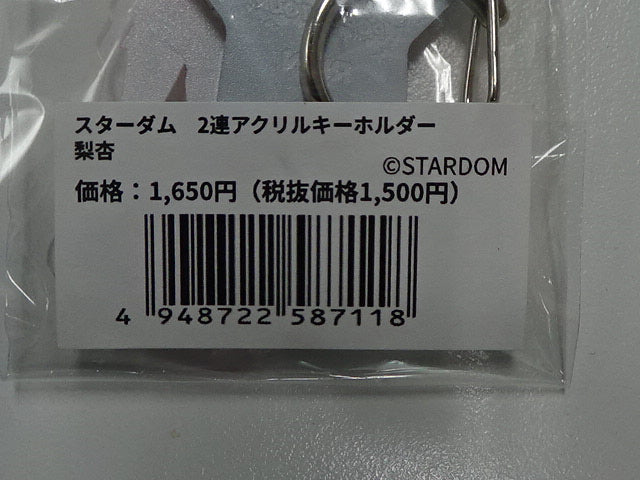 スターダム　2連アクリルキーホルダー
梨杏
©STARDOM
価格：1,650円（税抜価格1,500円）
4 948722 587118